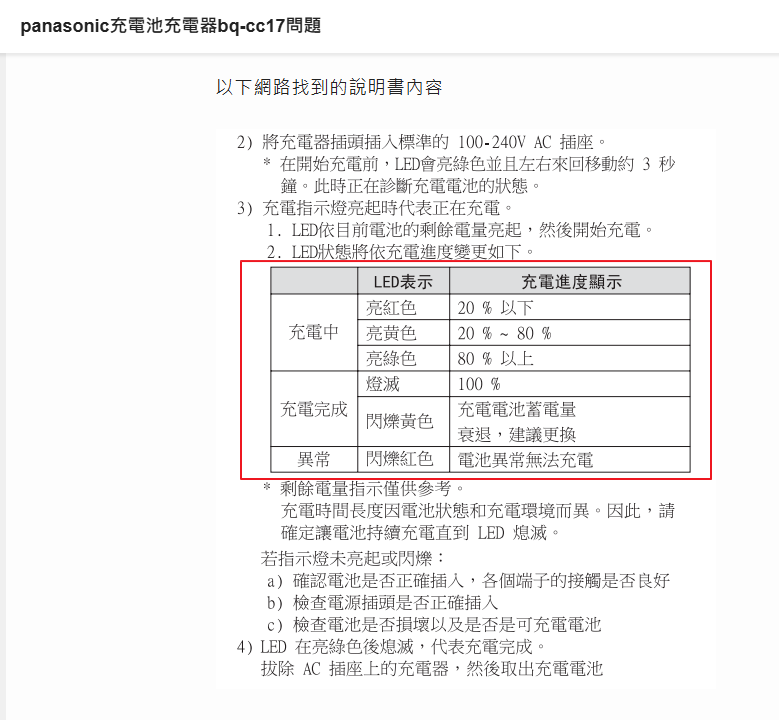 panasonic充電池充電器bq-cc17問題
以下網路找到的說明書內容
2) 將充電器插頭插入標準的 100-240V AC 插座。
* 在開始充電前，LED會亮綠色並且左右來回移動約 3 秒
鐘。此時正在診斷充電電池的狀態。
3) 充電指示燈亮起時代表正在充電。
1. LED依目前電池的剩餘電量亮起，然後開始充電。
2. LED狀態將依充電進度變更如下。
LED表示 充電進度顯示
充電中 亮紅色 20 % 以下
亮黃色 20 % ~ 80 %
亮綠色 80 % 以上
充電完成 燈滅 100 %
閃爍黃色 充電電池蓄電量
衰退，建議更換
異常 閃爍紅色 電池異常無法充電
* 剩餘電量指示僅供參考。
充電時間長度因電池狀態和充電環境而異。因此，請
確定讓電池持續充電直到 LED 熄滅。
若指示燈未亮起或閃爍：
a) 確認電池是否正確插入，各個端子的接觸是否良好
b) 檢查電源插頭是否正確插入
c) 檢查電池是否損壞以及是否是可充電電池
4) LED 在亮綠色後熄滅，代表充電完成。
拔除 AC 插座上的充電器，然後取出充電電池